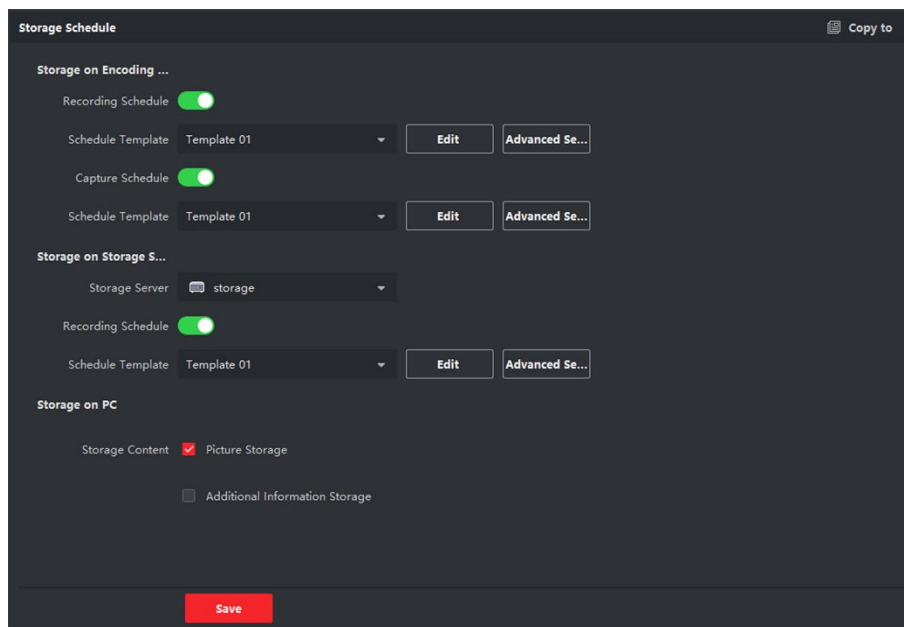 Storage Schedule Copy to
Storage on Encoding ...
Recording Schedule
Schedule Template Template 01 Edit Advanced Se...
Capture Schedule
Schedule Template Template 01 Edit Advanced Se...
Storage on Storage S...
Storage Server storage
Recording Schedule
Schedule Template Template 01 Edit Advanced Se...
Storage on PC
Storage Content Picture Storage
Additional Information Storage
Save